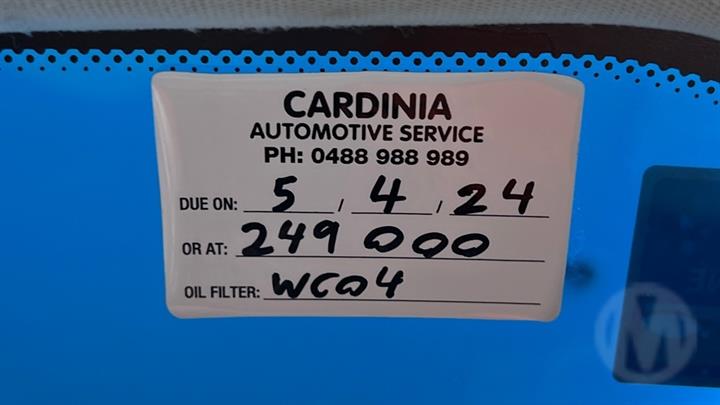 CARDINIA
AUTOMOTIVE SERVICE
PH: 0488 988 989
DUE ON: 5 / 4 / 24
OR AT: 249 000
OIL FILTER: WCO4
M